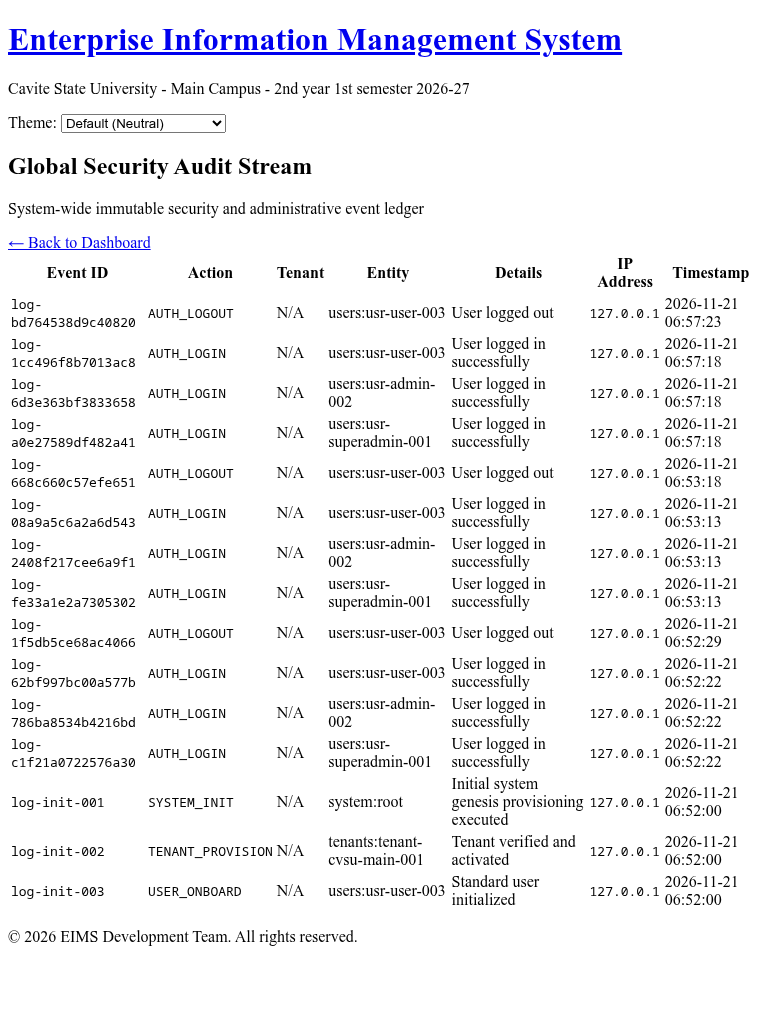 Enterprise Information Management System
Cavite State University - Main Campus - 2nd year 1st semester 2026-27
Theme: Default (Neutral)
Global Security Audit Stream
System-wide immutable security and administrative event ledger
← Back to Dashboard
Event ID Action Tenant Entity Details IP Address Timestamp
log-bd764538d9c40820 AUTH_LOGOUT N/A users:usr-user-003 User logged out 127.0.0.1 2026-11-21 06:57:23
log-1cc496f8b7013ac8 AUTH_LOGIN N/A users:usr-user-003 User logged in successfully 127.0.0.1 2026-11-21 06:57:18
log-6d3e363bf3833658 AUTH_LOGIN N/A users:usr-admin-002 User logged in successfully 127.0.0.1 2026-11-21 06:57:18
log-a0e27589df482a41 AUTH_LOGIN N/A users:usr-superadmin-001 User logged in successfully 127.0.0.1 2026-11-21 06:57:18
log-668c660c57efe651 AUTH_LOGOUT N/A users:usr-user-003 User logged out 127.0.0.1 2026-11-21 06:53:18
log-08a9a5c6a2a6d543 AUTH_LOGIN N/A users:usr-user-003 User logged in successfully 127.0.0.1 2026-11-21 06:53:13
log-2408f217cee6a9f1 AUTH_LOGIN N/A users:usr-admin-002 User logged in successfully 127.0.0.1 2026-11-21 06:53:13
log-fe33a1e2a7305302 AUTH_LOGIN N/A users:usr-superadmin-001 User logged in successfully 127.0.0.1 2026-11-21 06:53:13
log-1f5db5ce68ac4066 AUTH_LOGOUT N/A users:usr-user-003 User logged out 127.0.0.1 2026-11-21 06:52:29
log-62bf997bc00a577b AUTH_LOGIN N/A users:usr-user-003 User logged in successfully 127.0.0.1 2026-11-21 06:52:22
log-786ba8534b4216bd AUTH_LOGIN N/A users:usr-admin-002 User logged in successfully 127.0.0.1 2026-11-21 06:52:22
log-c1f21a0722576a30 AUTH_LOGIN N/A users:usr-superadmin-001 User logged in successfully 127.0.0.1 2026-11-21 06:52:22
log-init-001 SYSTEM_INIT N/A system:root Initial system genesis provisioning executed 127.0.0.1 2026-11-21 06:52:00
log-init-002 TENANT_PROVISION N/A tenants:tenant-cvsu-main-001 Tenant verified and activated 127.0.0.1 2026-11-21 06:52:00
log-init-003 USER_ONBOARD N/A users:usr-user-003 Standard user initialized 127.0.0.1 2026-11-21 06:52:00
© 2026 EIMS Development Team. All rights reserved.